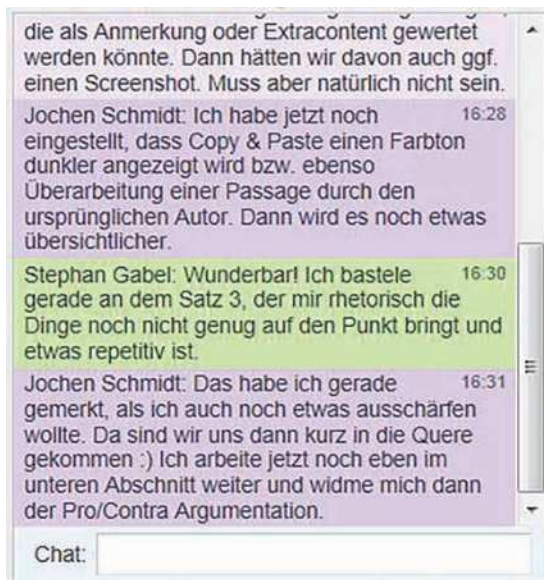 die als Anmerkung oder Extracontent gewertet
werden könnte. Dann hätten wir davon auch ggf.
einen Screenshot. Muss aber natürlich nicht sein.
Jochen Schmidt: Ich habe jetzt noch 16:28
eingestellt, dass Copy & Paste einen Farbton
dunkler angezeigt wird bzw. ebenso
Überarbeitung einer Passage durch den
ursprünglichen Autor. Dann wird es noch etwas
übersichtlicher.
Stephan Gabel: Wunderbar! Ich bastele 16:30
gerade an dem Satz 3, der mir rhetorisch die
Dinge noch nicht genug auf den Punkt bringt und
etwas repetitiv ist.
Jochen Schmidt: Das habe ich gerade 16:31
gemerkt, als ich auch noch etwas ausschärfen
wollte. Da sind wir uns dann kurz in die Quere
gekommen :) Ich arbeite jetzt noch eben im
unteren Abschnitt weiter und widme mich dann
der Pro/Contra Argumentation.
Chat: